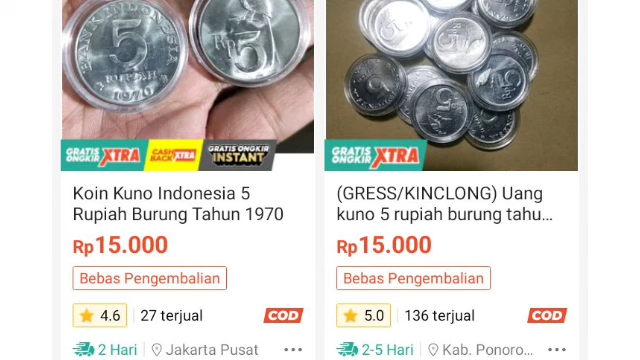 BANK INDONESIA
5
RUPIAH
1970
Rp 5
GRATIS ONGKIR XTRA
CASHBACK XTRA
GRATIS ONGKIR INSTANT
Koin Kuno Indonesia 5
Rupiah Burung Tahun 1970
Rp15.000
Bebas Pengembalian
4.6
27 terjual
COD
2 Hari
Jakarta Pusat
GRATIS ONGKIR XTRA
(GRESS/KINCLONG) Uang
kuno 5 rupiah burung tahu...
Rp15.000
Bebas Pengembalian
5.0
136 terjual
COD
2-5 Hari
Kab. Ponoro...